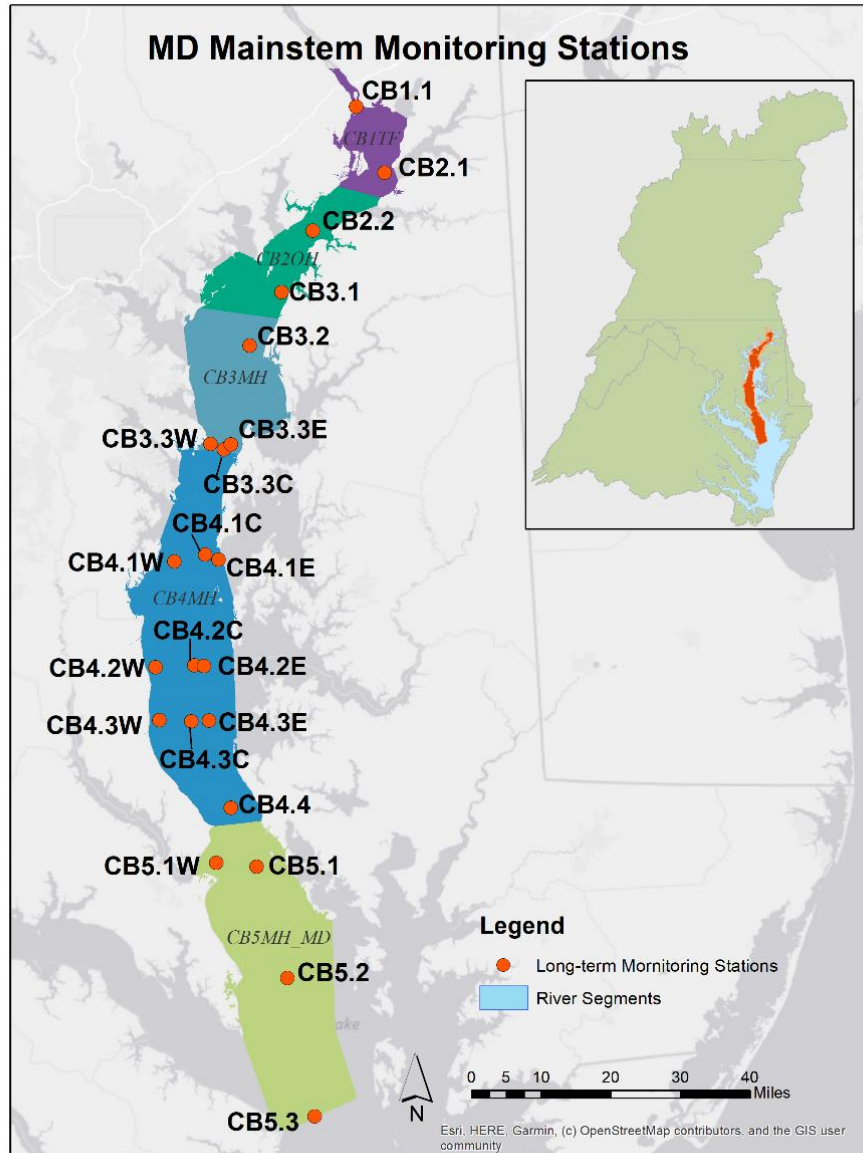 MD Mainstem Monitoring Stations
CB1.1
CB1TF
CB2.1
CB2.2
CB2OH
CB3.1
CB3.2
CB3MH
CB3.3W
CB3.3E
CB3.3C
CB4.1C
CB4.1W
CB4.1E
CB4MH
CB4.2C
CB4.2W
CB4.2E
CB4.3W
CB4.3E
CB4.3C
CB4.4
CB5.1W
CB5.1
CB5MH_MD
CB5.2
CB5.3
Legend
Long-term Mornitoring Stations
River Segments
0 5 10 20 30 40
Miles
N
Esri, HERE, Garmin, (c) OpenStreetMap contributors, and the GIS user
community